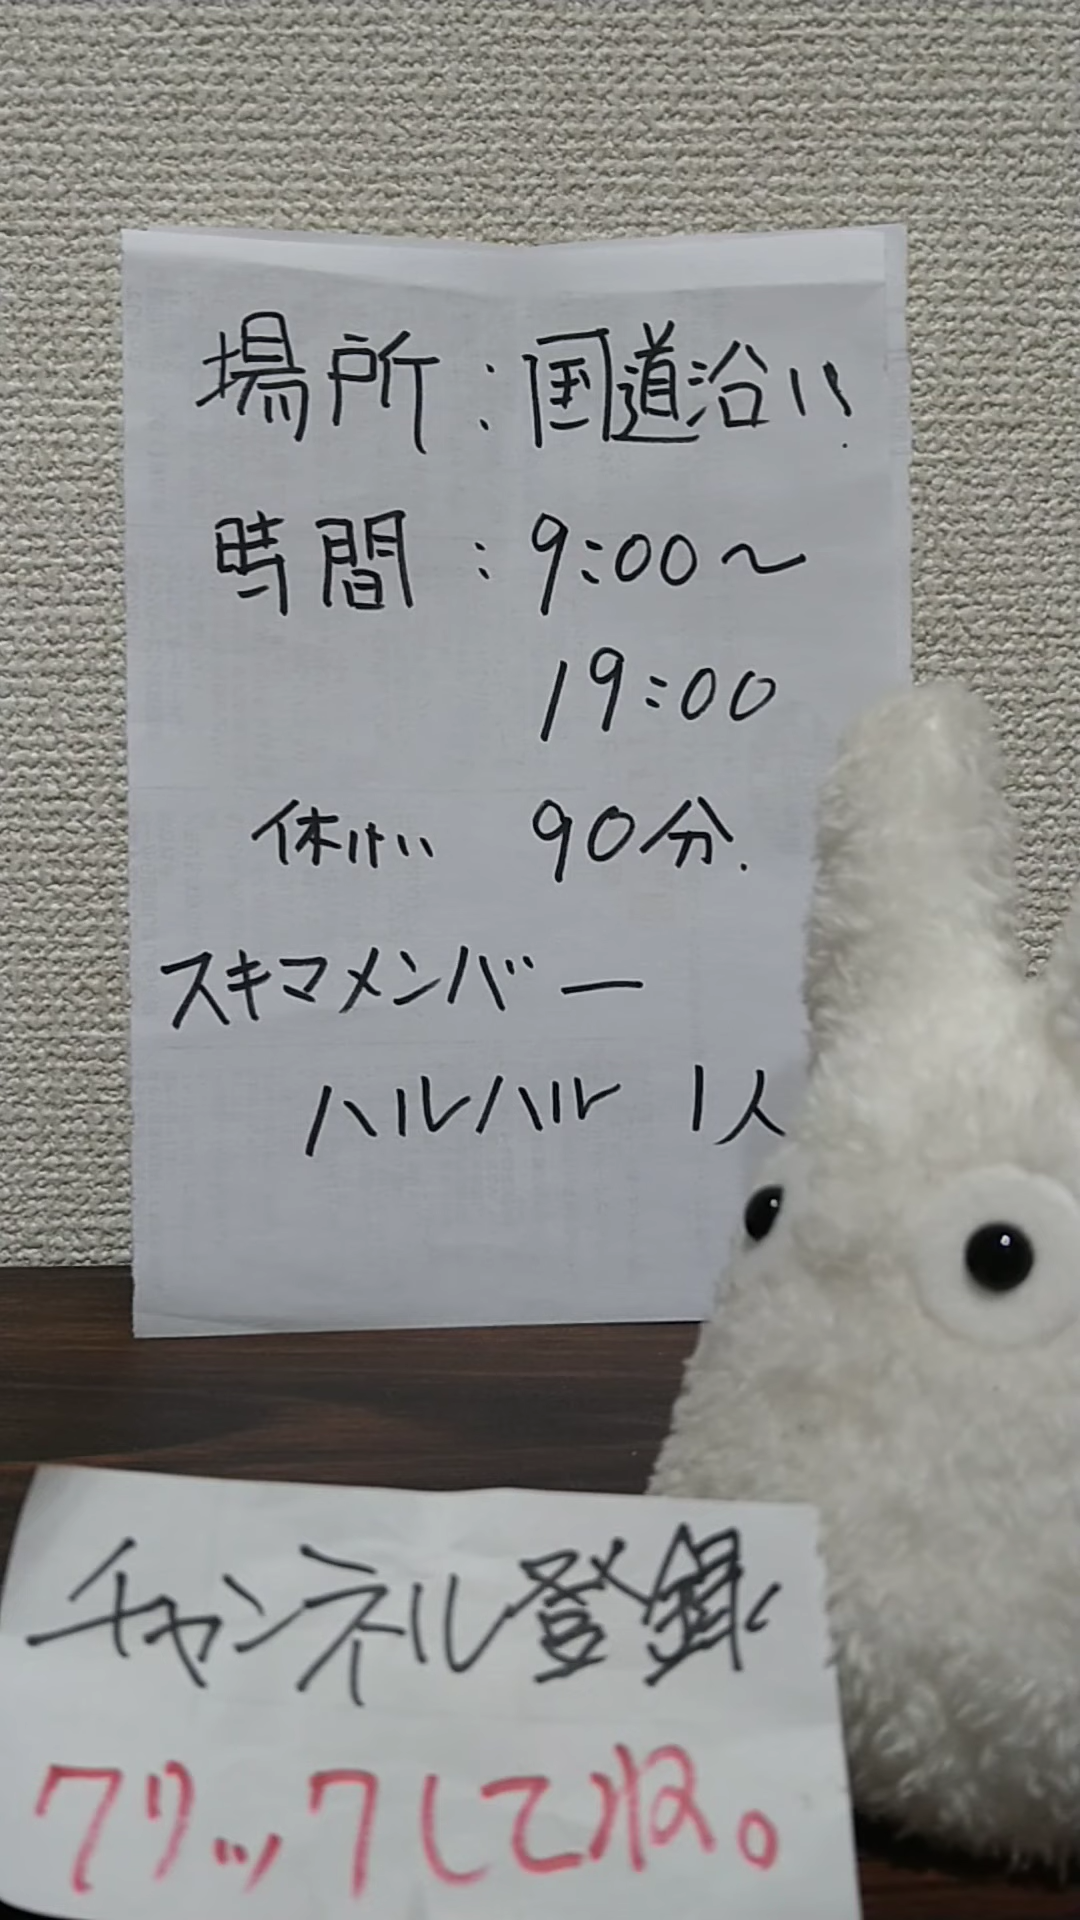 場所：国道沿い
時間：9:00～
19:00
休けい 90分.
スキマメンバー
ハルハル 1人
チャンネル登録
クリックしてね。